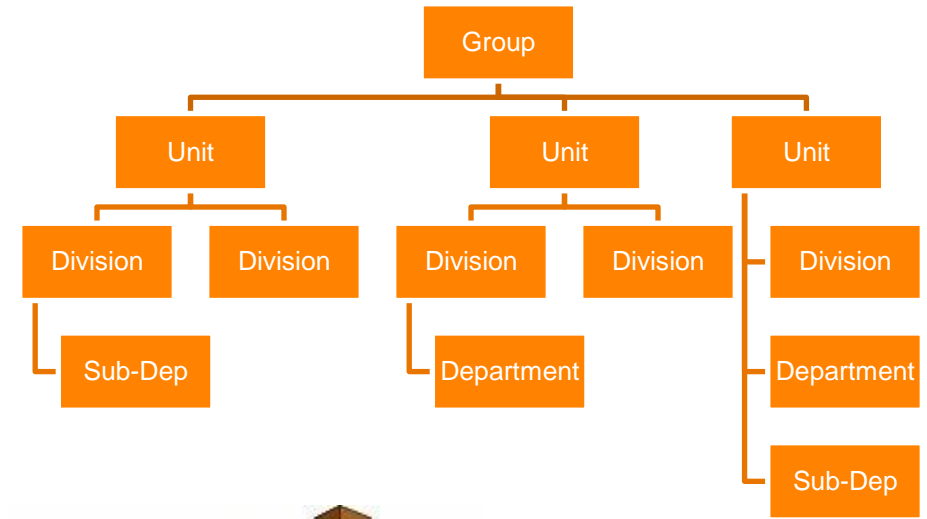 Group
Unit
Unit
Unit
Division
Division
Division
Division
Division
Sub-Dep
Department
Department
Sub-Dep